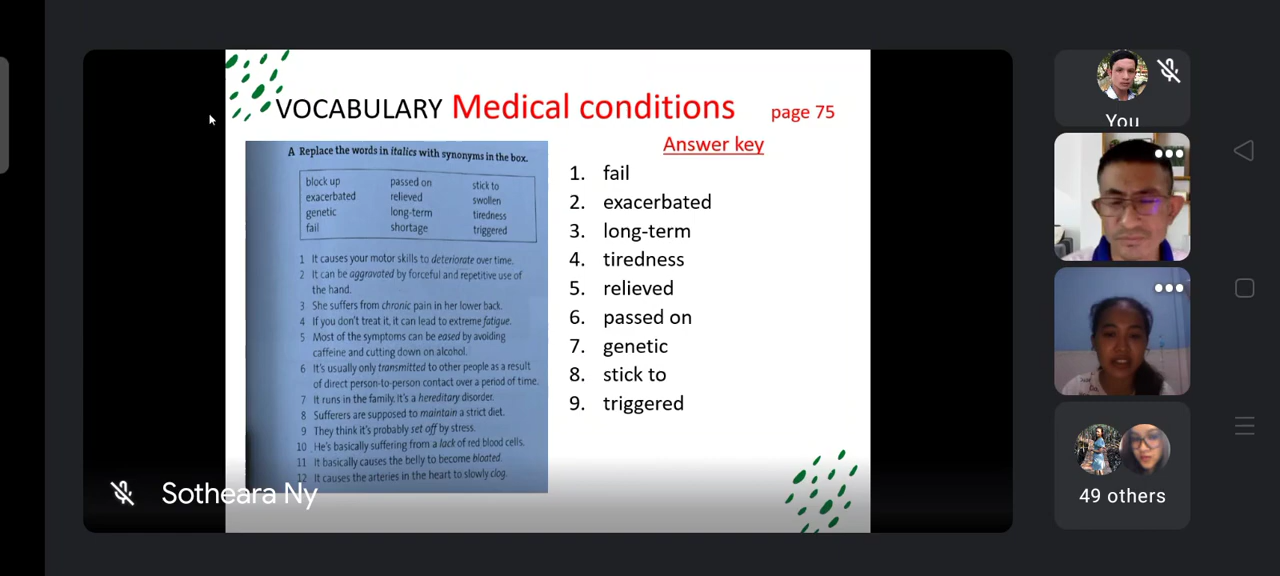 VOCABULARY Medical conditions page 75
A Replace the words in italics with synonyms in the box.
block up passed on stick to
exacerbated relieved swollen
genetic long-term tiredness
fail shortage triggered
1 It causes your motor skills to deteriorate over time.
2 It can be aggravated by forceful and repetitive use of
the hand.
3 She suffers from chronic pain in her lower back.
4 If you don't treat it, it can lead to extreme fatigue.
5 Most of the symptoms can be eased by avoiding
caffeine and cutting down on alcohol.
6 It's usually only transmitted to other people as a result
of direct person-to-person contact over a period of time.
7 It runs in the family. It's a hereditary disorder.
8 Sufferers are supposed to maintain a strict diet.
9 They think it's probably set off by stress.
10 He's basically suffering from a lack of red blood cells.
11 It basically causes the belly to become bloated.
12 It causes the arteries in the heart to slowly clog.
Answer key
1. fail
2. exacerbated
3. long-term
4. tiredness
5. relieved
6. passed on
7. genetic
8. stick to
9. triggered
Sotheara Ny
You
49 others